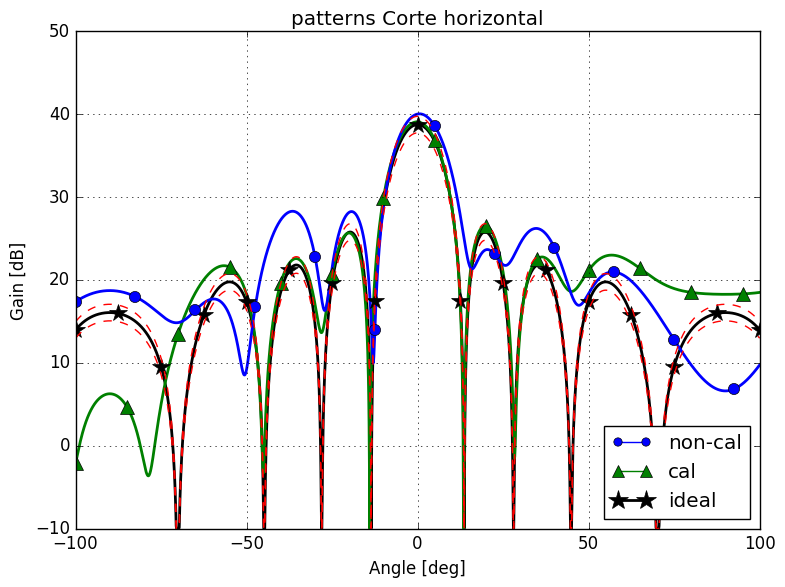 patterns Corte horizontal
50
40
30
20
10
0
−10
Gain [dB]
−100
−50
0
50
100
Angle [deg]
non-cal
cal
ideal